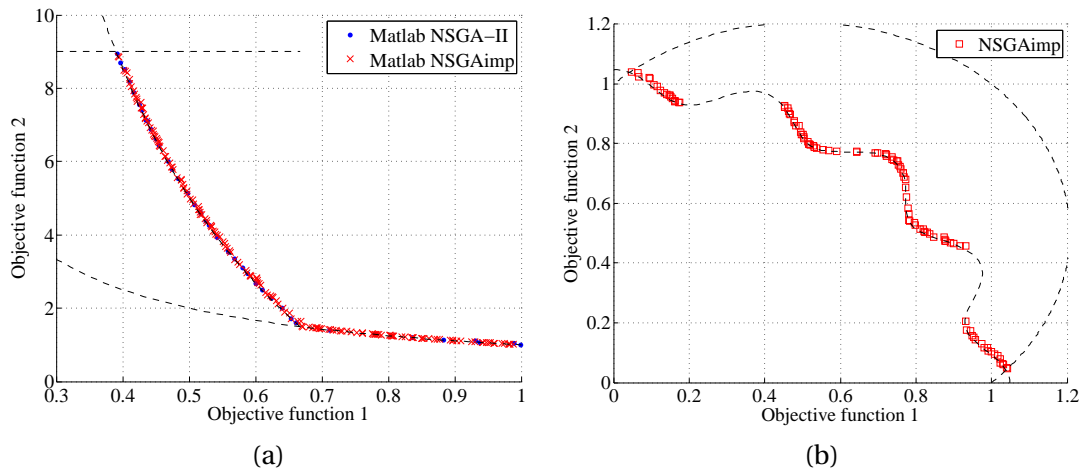 10
8
6
4
2
0
0.3 0.4 0.5 0.6 0.7 0.8 0.9 1
Objective function 2
Objective function 1
Matlab NSGA-II
Matlab NSGAimp
(a)
1.2
1
0.8
0.6
0.4
0.2
0
0 0.2 0.4 0.6 0.8 1 1.2
Objective function 2
Objective function 1
NSGAimp
(b)